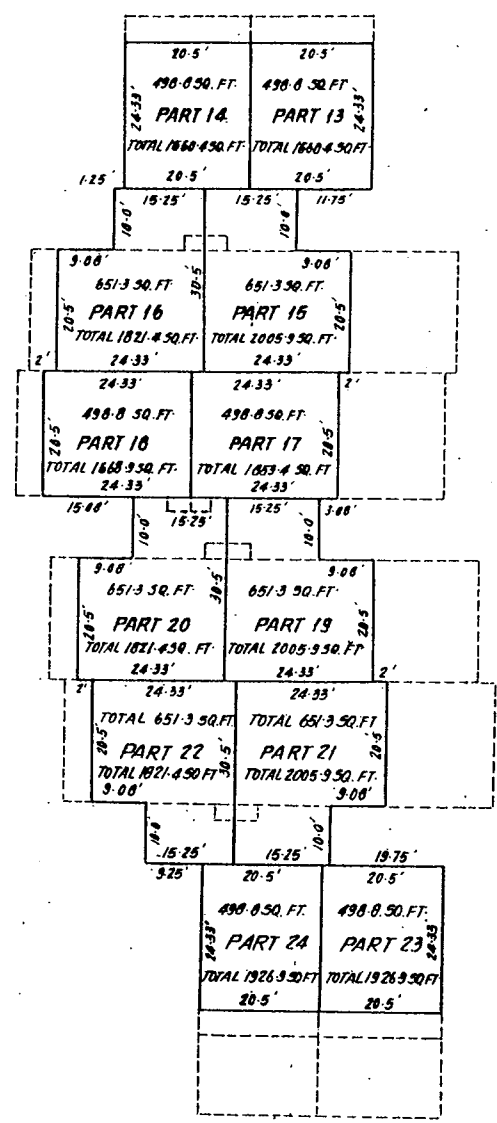 20·5' 20·5'
498·8 SQ. FT. 498·8 SQ. FT.
24·33' PART 14 PART 13 24·33'
TOTAL 1668·4 SQ. FT. TOTAL 1668·4 SQ FT.
1·25' 20·5' 20·5'
15·25' 15·25' 11·75'
10·0' 10·0'
9·08' 9·08'
651·3 SQ. FT. 30·5' 651·3 SQ. FT.
20·5' PART 16 PART 15 20·5'
TOTAL 1821·4 SQ. FT. TOTAL 2005·9 SQ. FT.
2' 24·33' 24·33'
24·33' 24·33' 2'
498·8 SQ. FT. 498·8 SQ. FT.
20·5' PART 18 PART 17 20·5'
TOTAL 1668·9 SQ. FT. TOTAL 1853·4 SQ. FT.
24·33' 24·33'
15·08' 15·25' 15·25' 3·08'
10·0' 10·0'
9·08' 9·08'
651·3 SQ. FT. 30·5' 651·3 SQ. FT.
20·5' PART 20 PART 19 20·5'
TOTAL 1821·4 SQ. FT. TOTAL 2005·9 SQ. FT.
24·33' 24·33' 2'
2' 24·33' 24·33'
TOTAL 651·3 SQ. FT. TOTAL 651·3 SQ. FT
20·5' PART 22 30·5' PART 21 20·5'
TOTAL 1821·4 SQ FT TOTAL 2005·9 SQ. FT.
9·08' 9·08'
10·0 10·0'
15·25' 15·25' 19·75'
9·25' 20·5' 20·5'
498·8 SQ. FT. 498·8 SQ. FT.
24·33' PART 24 PART 23 24·33
TOTAL 1926·9 SQ FT TOTAL 1926·9 SQ FT
20·5' 20·5'